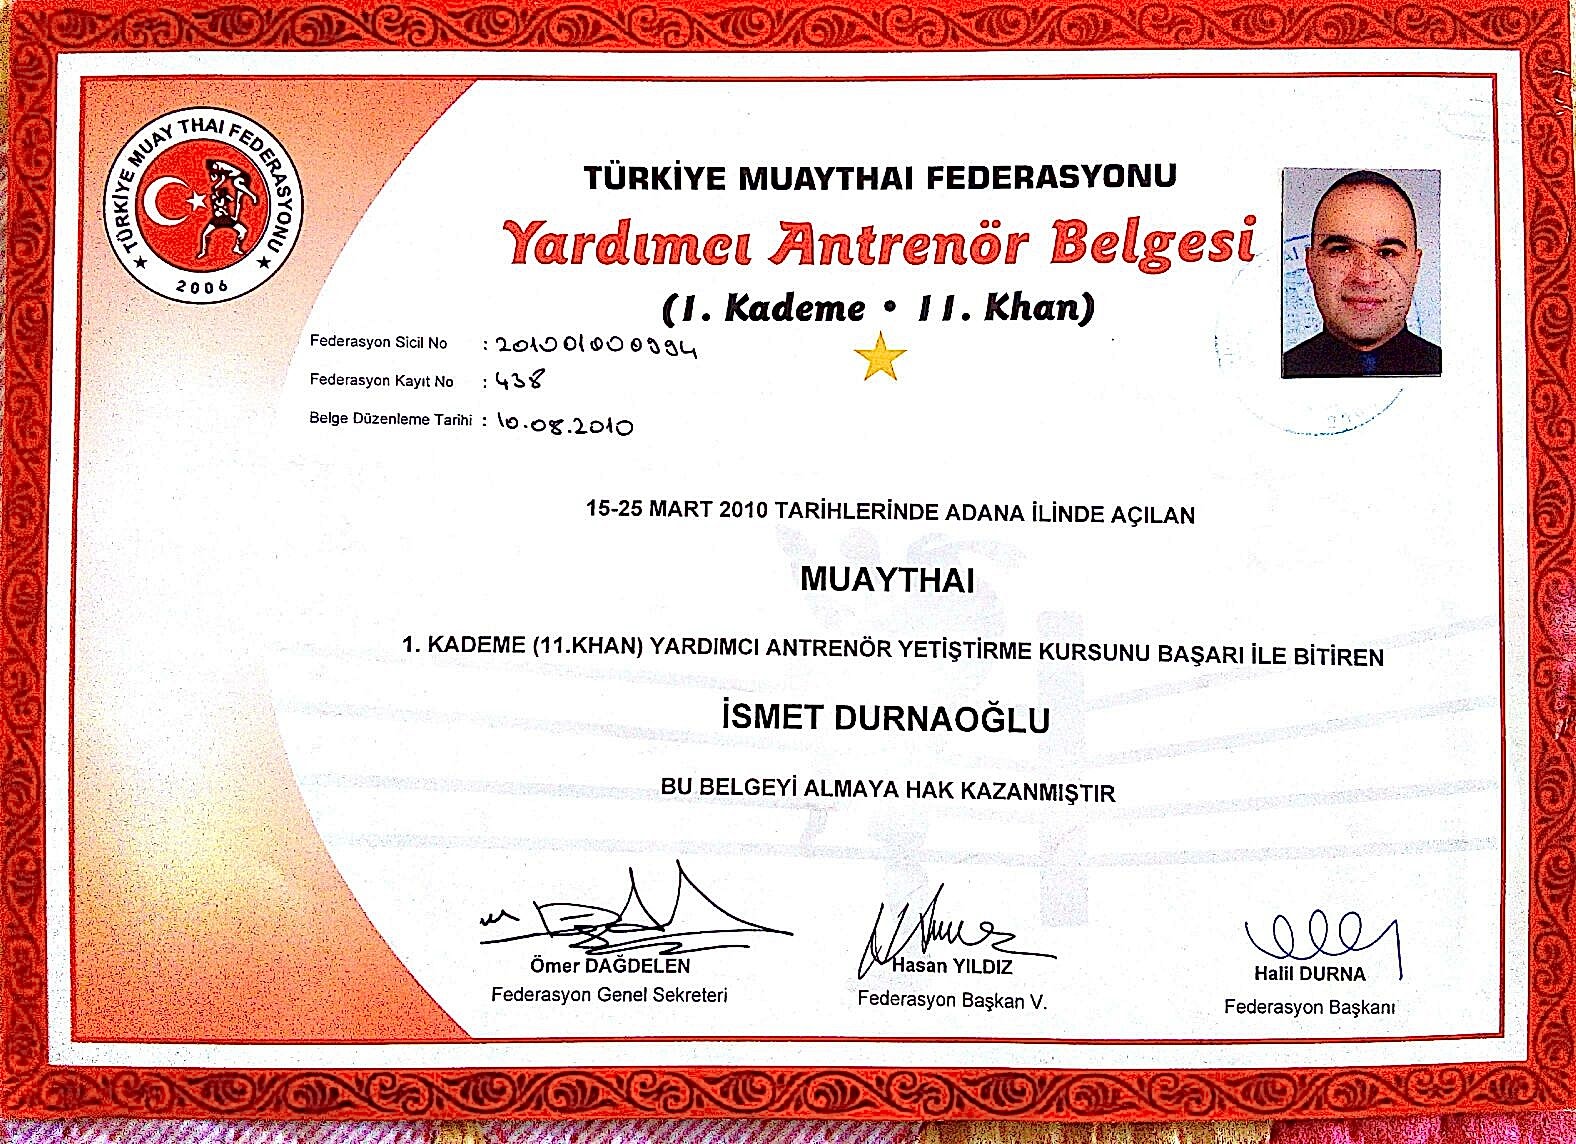 TÜRKİYE MUAY THAI FEDERASYONU
2006
TÜRKİYE MUAYTHAI FEDERASYONU
Yardımcı Antrenör Belgesi
(1. Kademe • 11. Khan)
Federasyon Sicil No : 201001000994
Federasyon Kayıt No : 438
Belge Düzenleme Tarihi : 10.08.2010
15-25 MART 2010 TARİHLERİNDE ADANA İLİNDE AÇILAN
MUAYTHAI
1. KADEME (11.KHAN) YARDIMCI ANTRENÖR YETİŞTİRME KURSUNU BAŞARI İLE BİTİREN
İSMET DURNAOĞLU
BU BELGEYİ ALMAYA HAK KAZANMIŞTIR
Ömer DAĞDELEN
Federasyon Genel Sekreteri
Hasan YILDIZ
Federasyon Başkan V.
Halil DURNA
Federasyon Başkanı